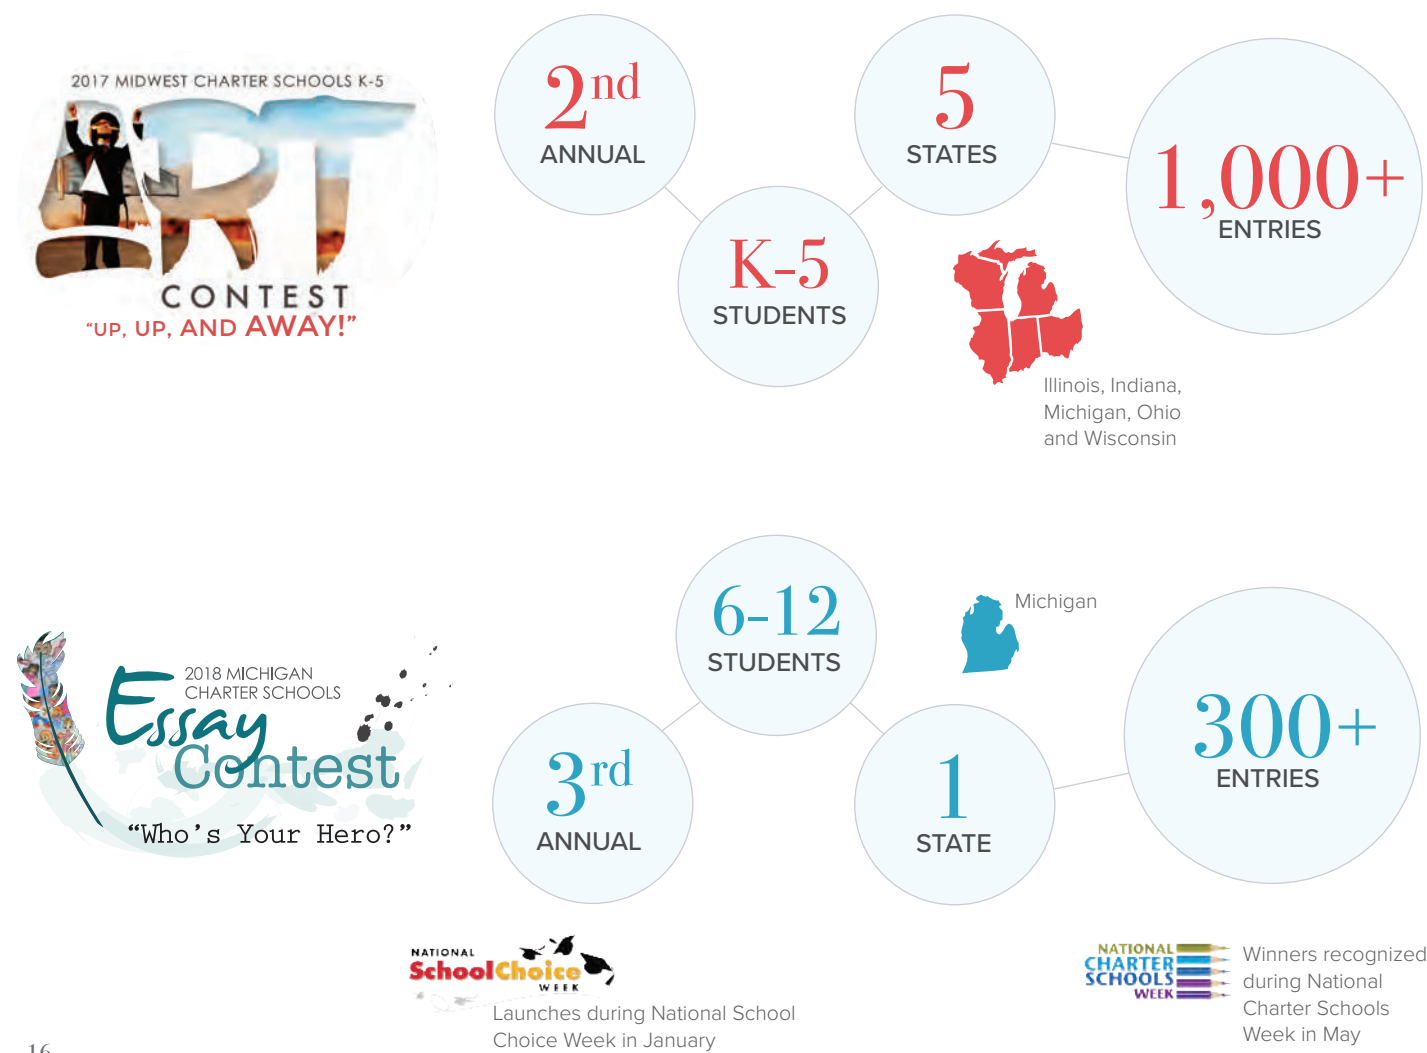 2017 MIDWEST CHARTER SCHOOLS K-5
ART
CONTEST
“UP, UP, AND AWAY!”
2nd
ANNUAL
K-5
STUDENTS
5
STATES
1,000+
ENTRIES
Illinois, Indiana,
Michigan, Ohio
and Wisconsin
2018 MICHIGAN
CHARTER SCHOOLS
Essay
Contest
“Who’s Your Hero?”
3rd
ANNUAL
6-12
STUDENTS
Michigan
1
STATE
300+
ENTRIES
NATIONAL
SchoolChoice
WEEK
Launches during National School
Choice Week in January
NATIONAL
CHARTER
SCHOOLS
WEEK
Winners recognized
during National
Charter Schools
Week in May
16